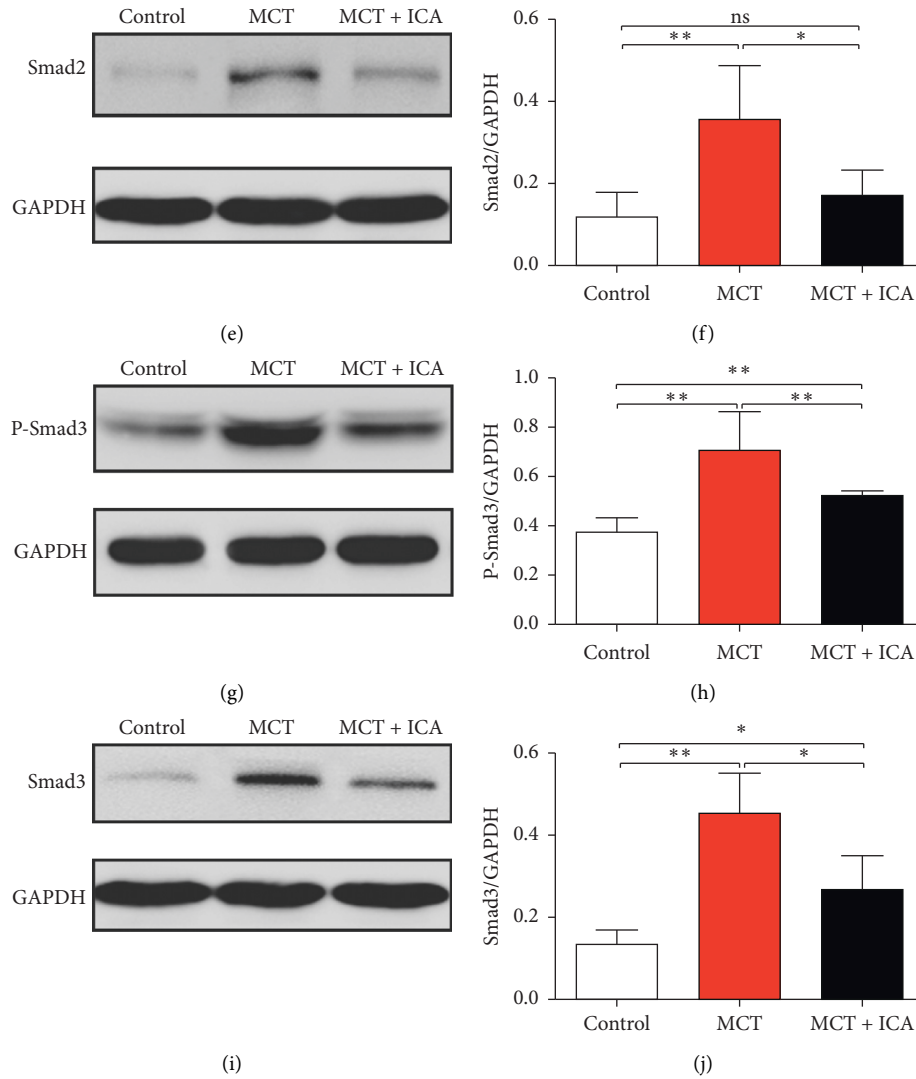 Control MCT MCT + ICA
Smad2
GAPDH
(e)
ns
** *
Smad2/GAPDH
0.6
0.4
0.2
0.0
Control MCT MCT + ICA
(f)
Control MCT MCT + ICA
P-Smad3
GAPDH
(g)
**
** **
P-Smad3/GAPDH
1.0
0.8
0.6
0.4
0.2
0.0
Control MCT MCT + ICA
(h)
Control MCT MCT + ICA
Smad3
GAPDH
(i)
*
** *
Smad3/GAPDH
0.6
0.4
0.2
0.0
Control MCT MCT + ICA
(j)